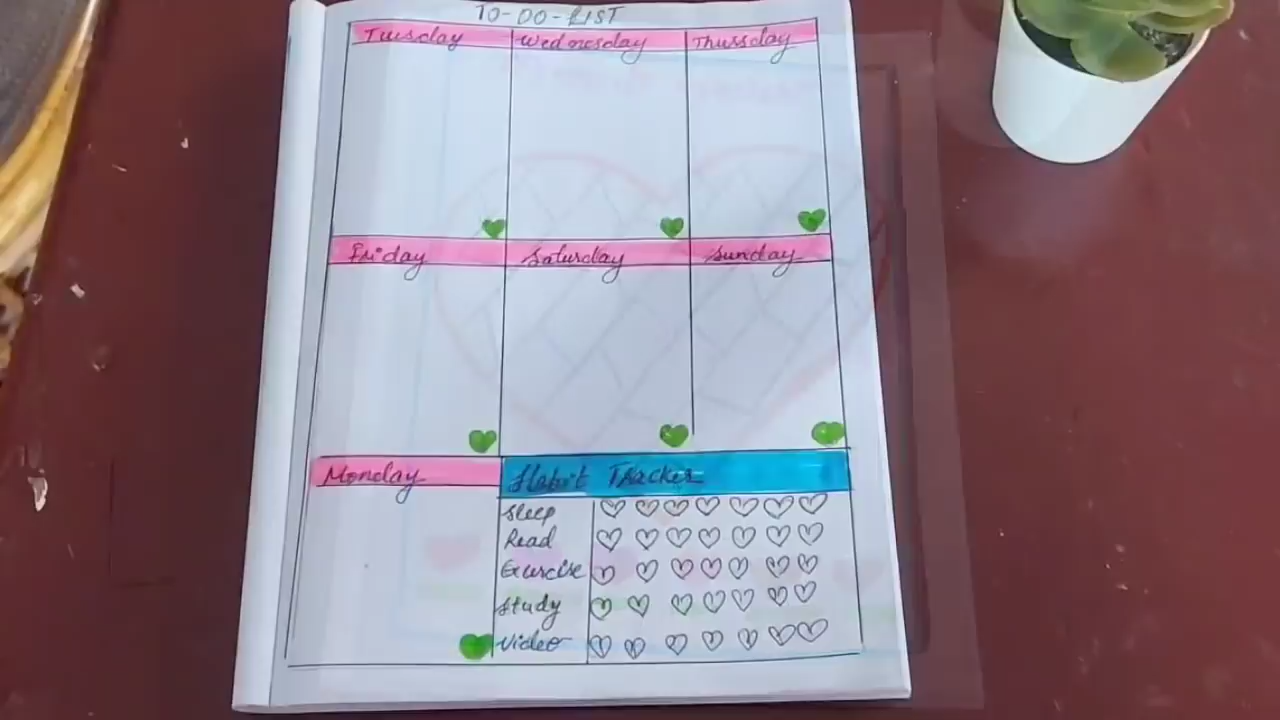 TO-DO-LIST
Tuesday Wednesday Thursday
Friday Saturday Sunday
Monday Habit Tracker
Sleep
Read
Exercise
Study
Video